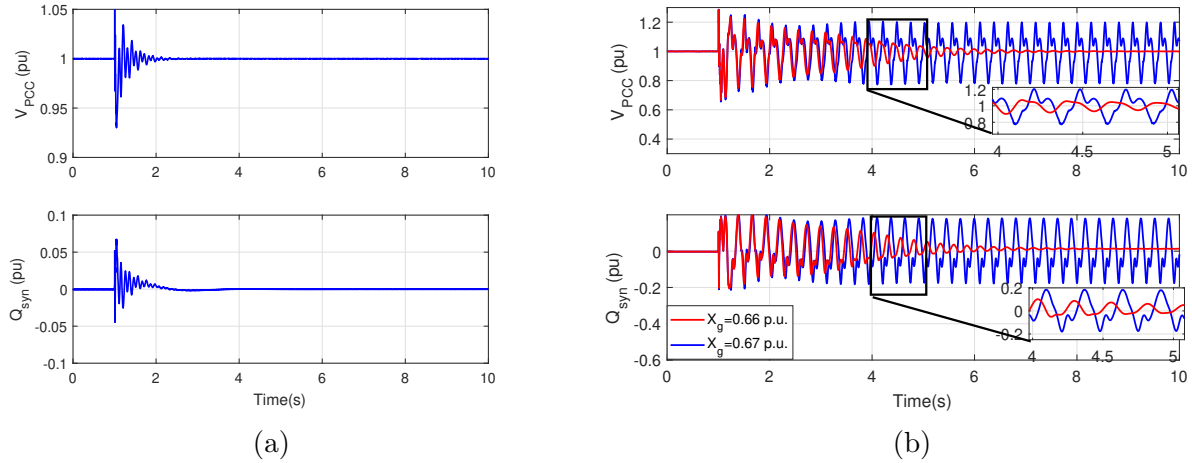 1.05
1
0.95
0.9
V_PCC (pu)
0 2 4 6 8 10
0.1
0.05
0
-0.05
-0.1
Q_syn (pu)
0 2 4 6 8 10
Time(s)
(a)
1.2
1
0.8
0.6
0.4
V_PCC (pu)
1.2
1
0.8
4 4.5 5
0 2 4 6 8 10
0
-0.2
-0.4
-0.6
Q_syn (pu)
X_g=0.66 p.u.
X_g=0.67 p.u.
0.2
0
-0.2
4 4.5 5
0 2 4 6 8 10
Time(s)
(b)